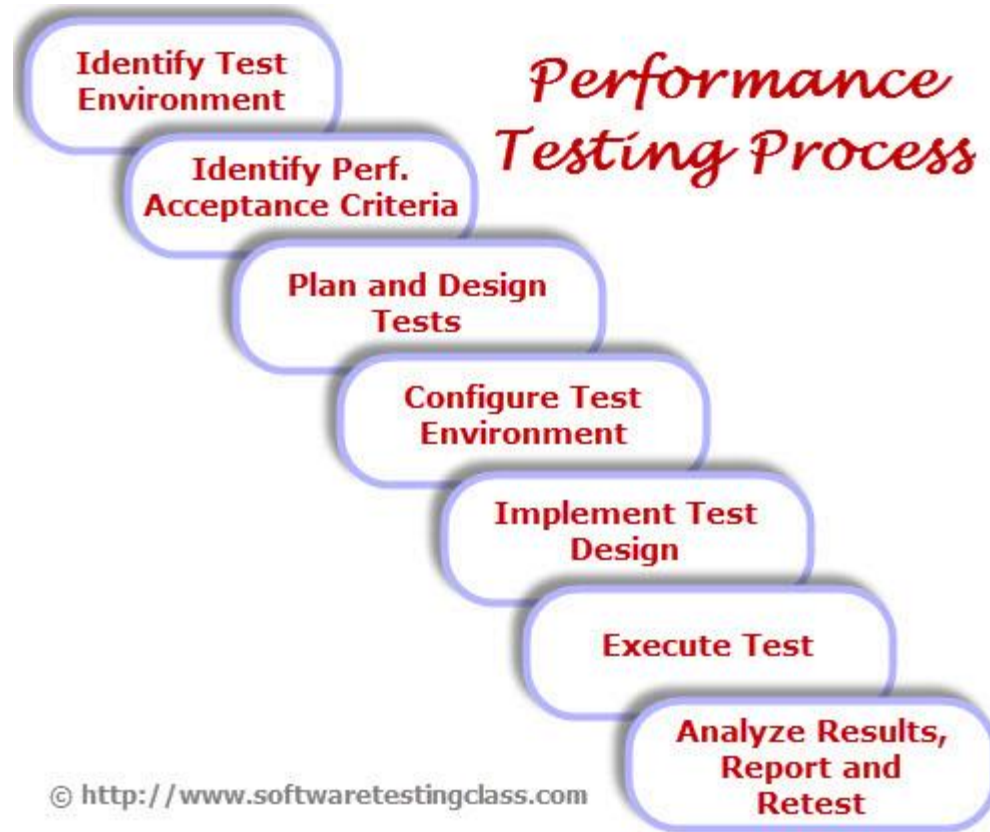 Performance
Testing Process
Identify Test
Environment
Identify Perf.
Acceptance Criteria
Plan and Design
Tests
Configure Test
Environment
Implement Test
Design
Execute Test
Analyze Results,
Report and
Retest
© http://www.softwaretestingclass.com